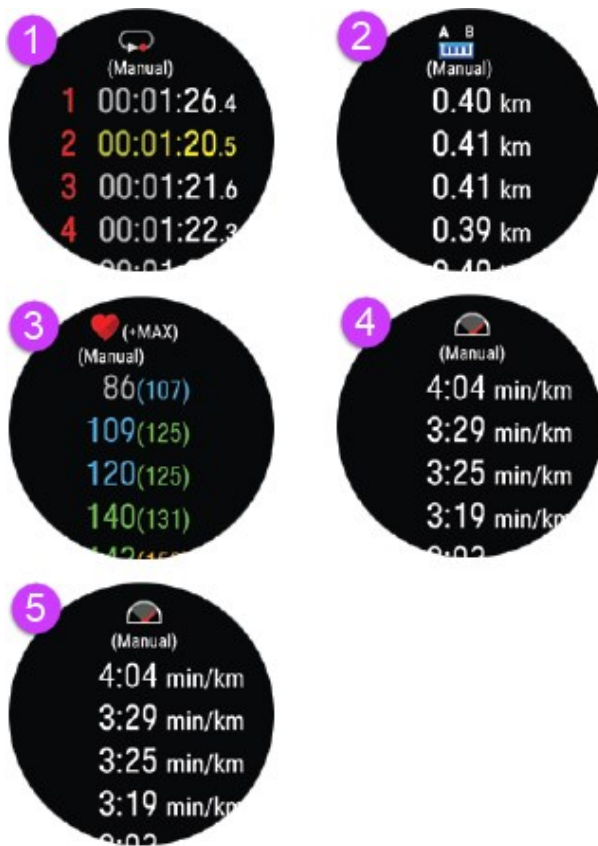 1
(Manual)
1 00:01:26.4
2 00:01:20.5
3 00:01:21.6
4 00:01:22.3
2
A B
(Manual)
0.40 km
0.41 km
0.41 km
0.39 km
3
(+MAX)
(Manual)
86(107)
109(125)
120(125)
140(131)
4
(Manual)
4:04 min/km
3:29 min/km
3:25 min/km
3:19 min/km
5
(Manual)
4:04 min/km
3:29 min/km
3:25 min/km
3:19 min/km